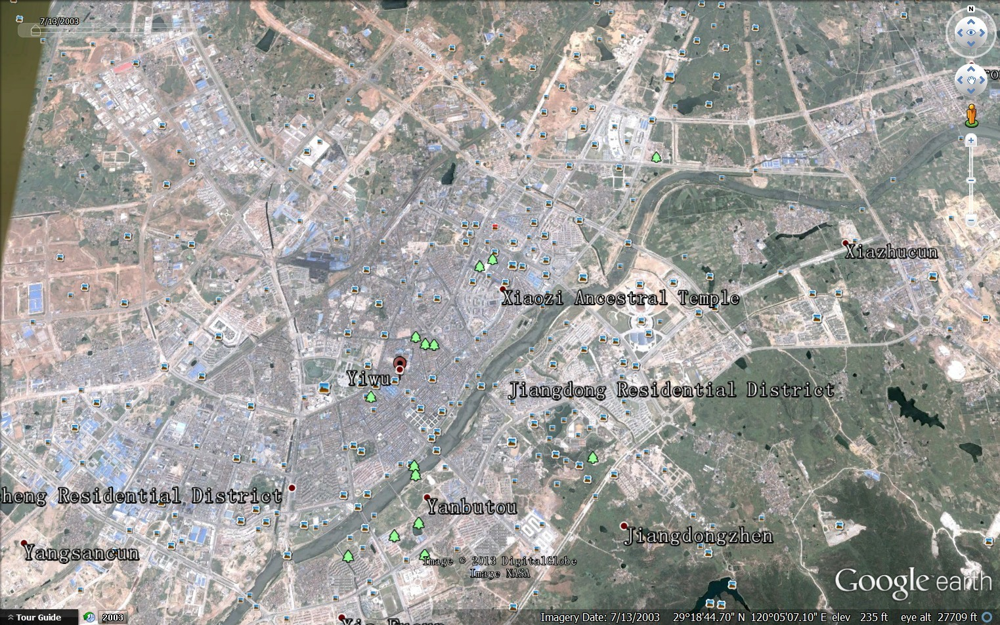 7/13/2003
N
Xiazhucun
Xiaozi Ancestral Temple
Yiwu
Jiangdong Residential District
cheng Residential District
Yanbutou
Jiangdongzhen
Yangsancun
Image © 2013 DigitalGlobe
Image NASA
Google earth
Tour Guide
2003
Imagery Date: 7/13/2003 29°18'44.70" N 120°05'07.10" E elev 235 ft eye alt 27709 ft